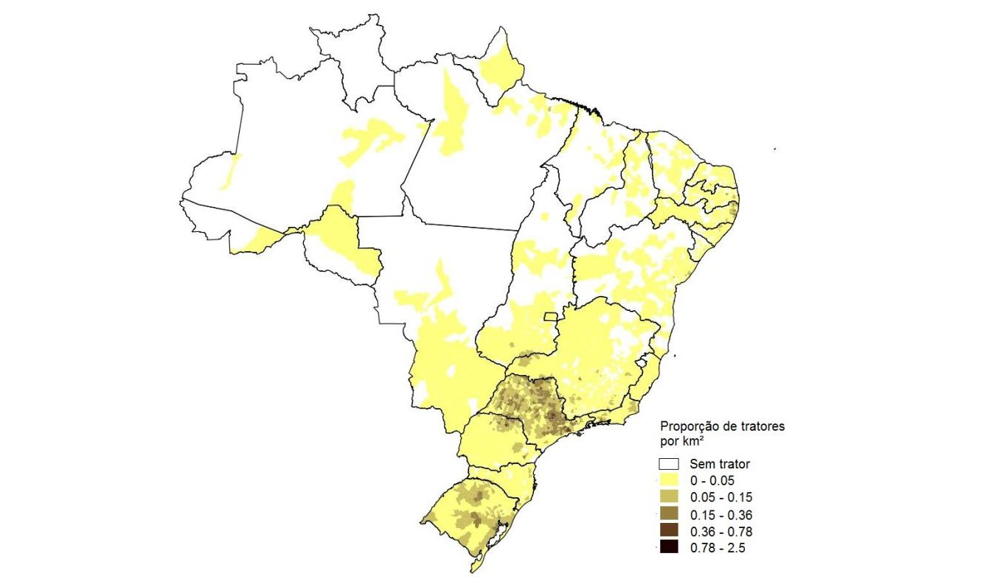 Proporção de tratores
por km²
Sem trator
0 - 0.05
0.05 - 0.15
0.15 - 0.36
0.36 - 0.78
0.78 - 2.5